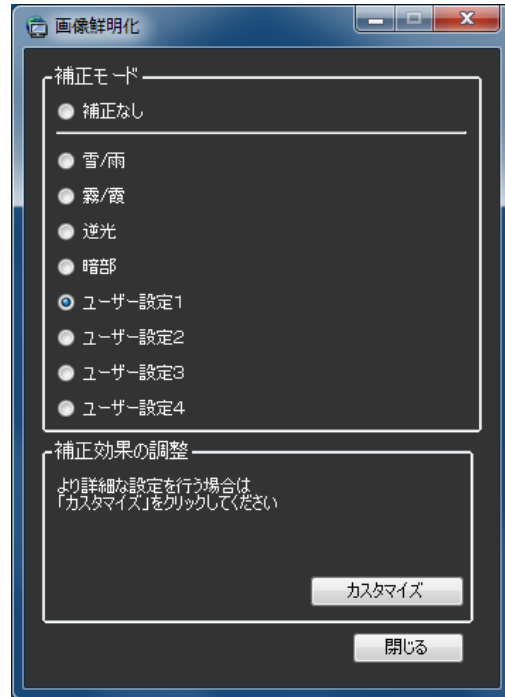 画像鮮明化
補正モード
補正なし
雪/雨
霧/霞
逆光
暗部
ユーザー設定1
ユーザー設定2
ユーザー設定3
ユーザー設定4
補正効果の調整
より詳細な設定を行う場合は
「カスタマイズ」をクリックしてください
カスタマイズ
閉じる